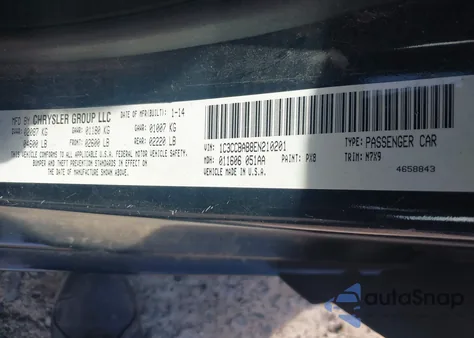 MFD BY CHRYSLER GROUP LLC DATE OF MFR(BUILT): 1-14
GVWR: 02087 KG GAWR FRONT: 01180 KG GAWR REAR: 01007 KG
04600 LB 02600 LB 02220 LB
THIS VEHICLE CONFORMS TO ALL APPLICABLE U.S.A. FEDERAL MOTOR VEHICLE SAFETY,
BUMPER AND THEFT PREVENTION STANDARDS IN EFFECT ON THE DATE OF
MANUFACTURE SHOWN ABOVE.
VIN: 1C3CCBAB8EN210201 TYPE: PASSENGER CAR
MDH: 011606 051AA PAINT: PX8 TRIM: M7X9
VEHICLE MADE IN U.S.A. 4658843
autoSnap